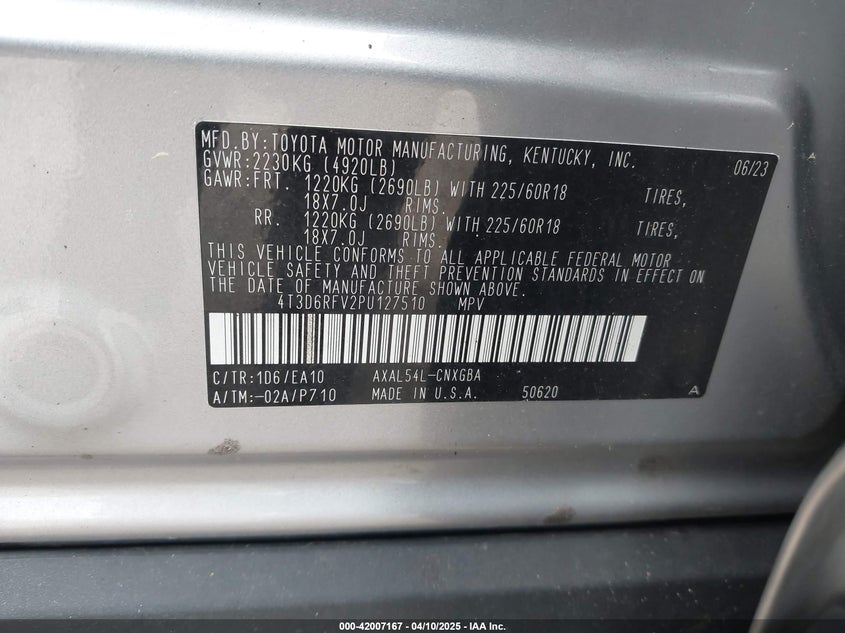 MFD.BY:TOYOTA MOTOR MANUFACTURING, KENTUCKY, INC.
GVWR:2230KG (4920LB) 06/23
GAWR:FRT. 1220KG (2690LB) WITH 225/60R18 TIRES,
18X7.0J RIMS.
RR. 1220KG (2690LB) WITH 225/60R18 TIRES,
18X7.0J RIMS.
THIS VEHICLE CONFORMS TO ALL APPLICABLE FEDERAL MOTOR
VEHICLE SAFETY AND THEFT PREVENTION STANDARDS IN EFFECT ON
THE DATE OF MANUFACTURE SHOWN ABOVE.
4T3D6RFV2PU127510 MPV
C/TR:1D6/EA10 AXAL54L-CNXGBA
A/TM:-02A/P710 MADE IN U.S.A. 50620 A
000-42007167 - 04/10/2025 - IAA Inc.